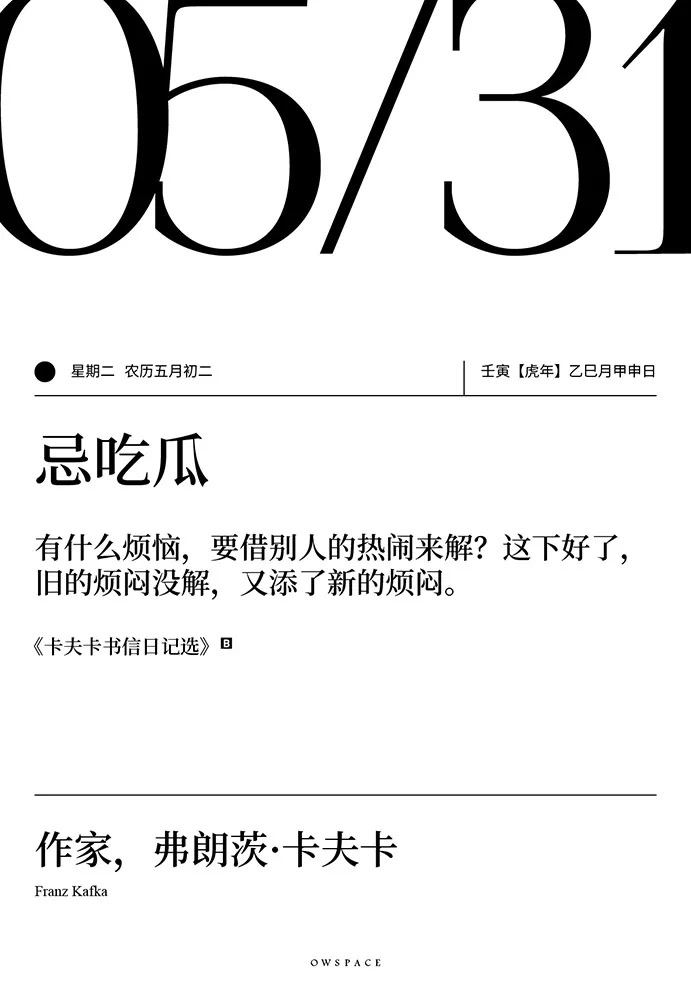 05/31
星期二 农历五月初二
壬寅【虎年】乙巳月甲申日
忌吃瓜
有什么烦恼，要借别人的热闹来解？这下好了，
旧的烦闷没解，又添了新的烦闷。
《卡夫卡书信日记选》B
作家，弗朗茨·卡夫卡
Franz Kafka
OWSPACE